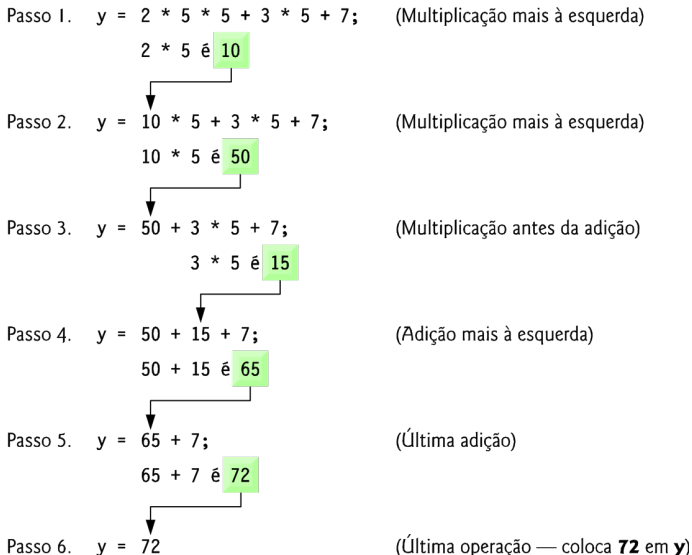 Passo 1. y = 2 * 5 * 5 + 3 * 5 + 7; (Multiplicação mais à esquerda)
2 * 5 é 10
Passo 2. y = 10 * 5 + 3 * 5 + 7; (Multiplicação mais à esquerda)
10 * 5 é 50
Passo 3. y = 50 + 3 * 5 + 7; (Multiplicação antes da adição)
3 * 5 é 15
Passo 4. y = 50 + 15 + 7; (Adição mais à esquerda)
50 + 15 é 65
Passo 5. y = 65 + 7; (Última adição)
65 + 7 é 72
Passo 6. y = 72 (Última operação — coloca 72 em y)